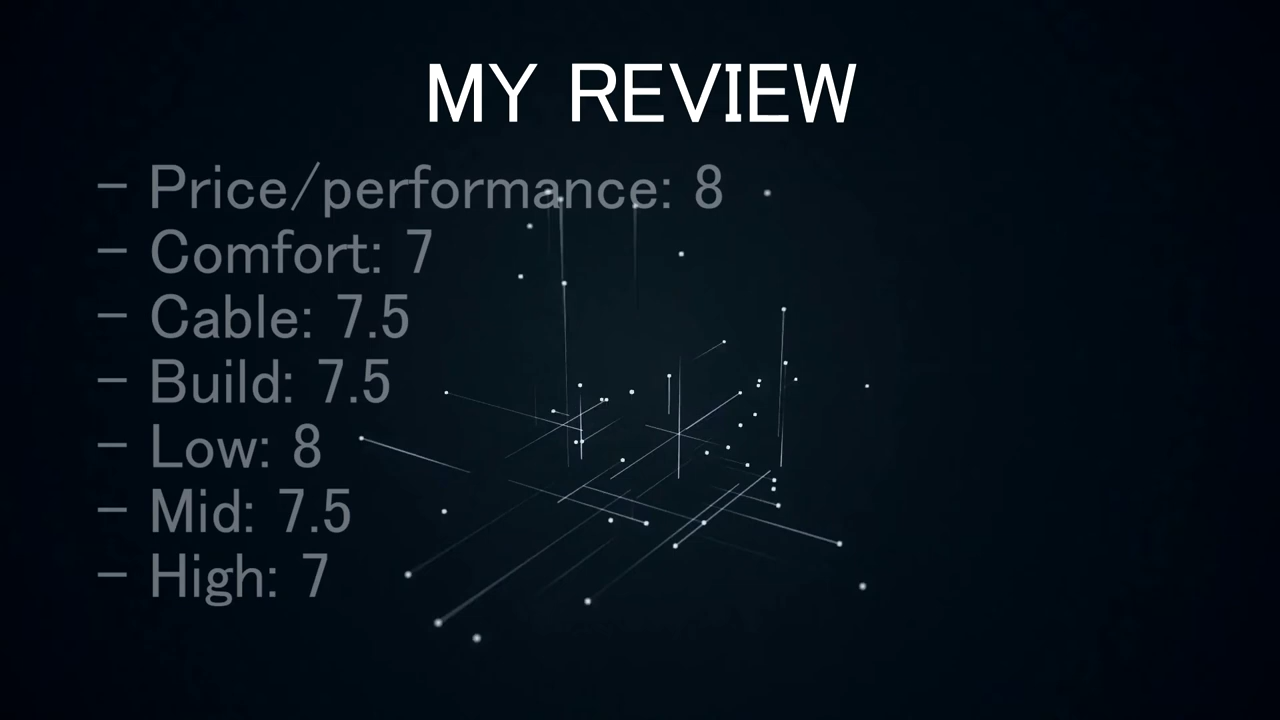 MY REVIEW
– Price/performance: 8
– Comfort: 7
– Cable: 7.5
– Build: 7.5
– Low: 8
– Mid: 7.5
– High: 7